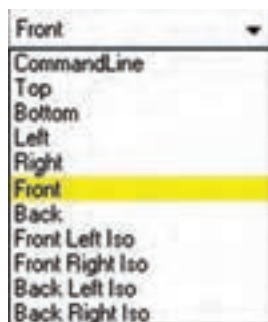 Front
CommandLine
Top
Bottom
Left
Right
Front
Back
Front Left Iso
Front Right Iso
Back Left Iso
Back Right Iso